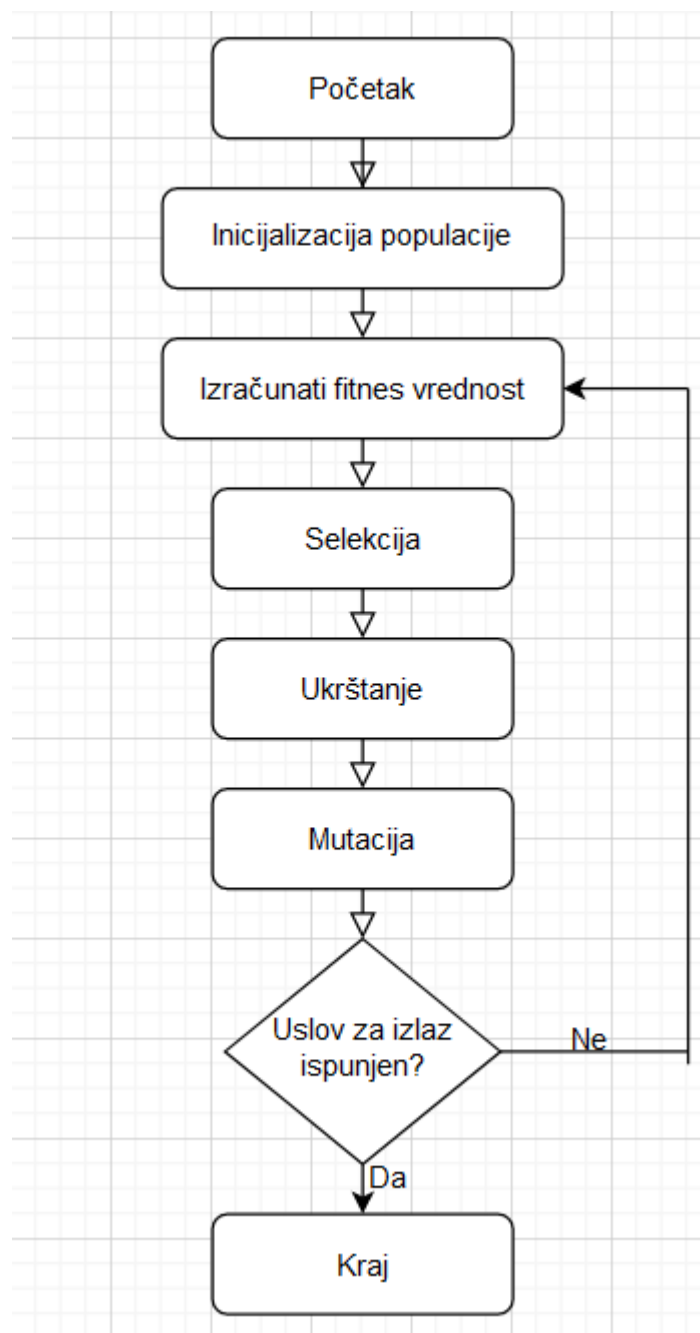 Početak
Inicijalizacija populacije
Izračunati fitnes vrednost
Selekcija
Ukrštanje
Mutacija
Uslov za izlaz
ispunjen?
Ne
Da
Kraj